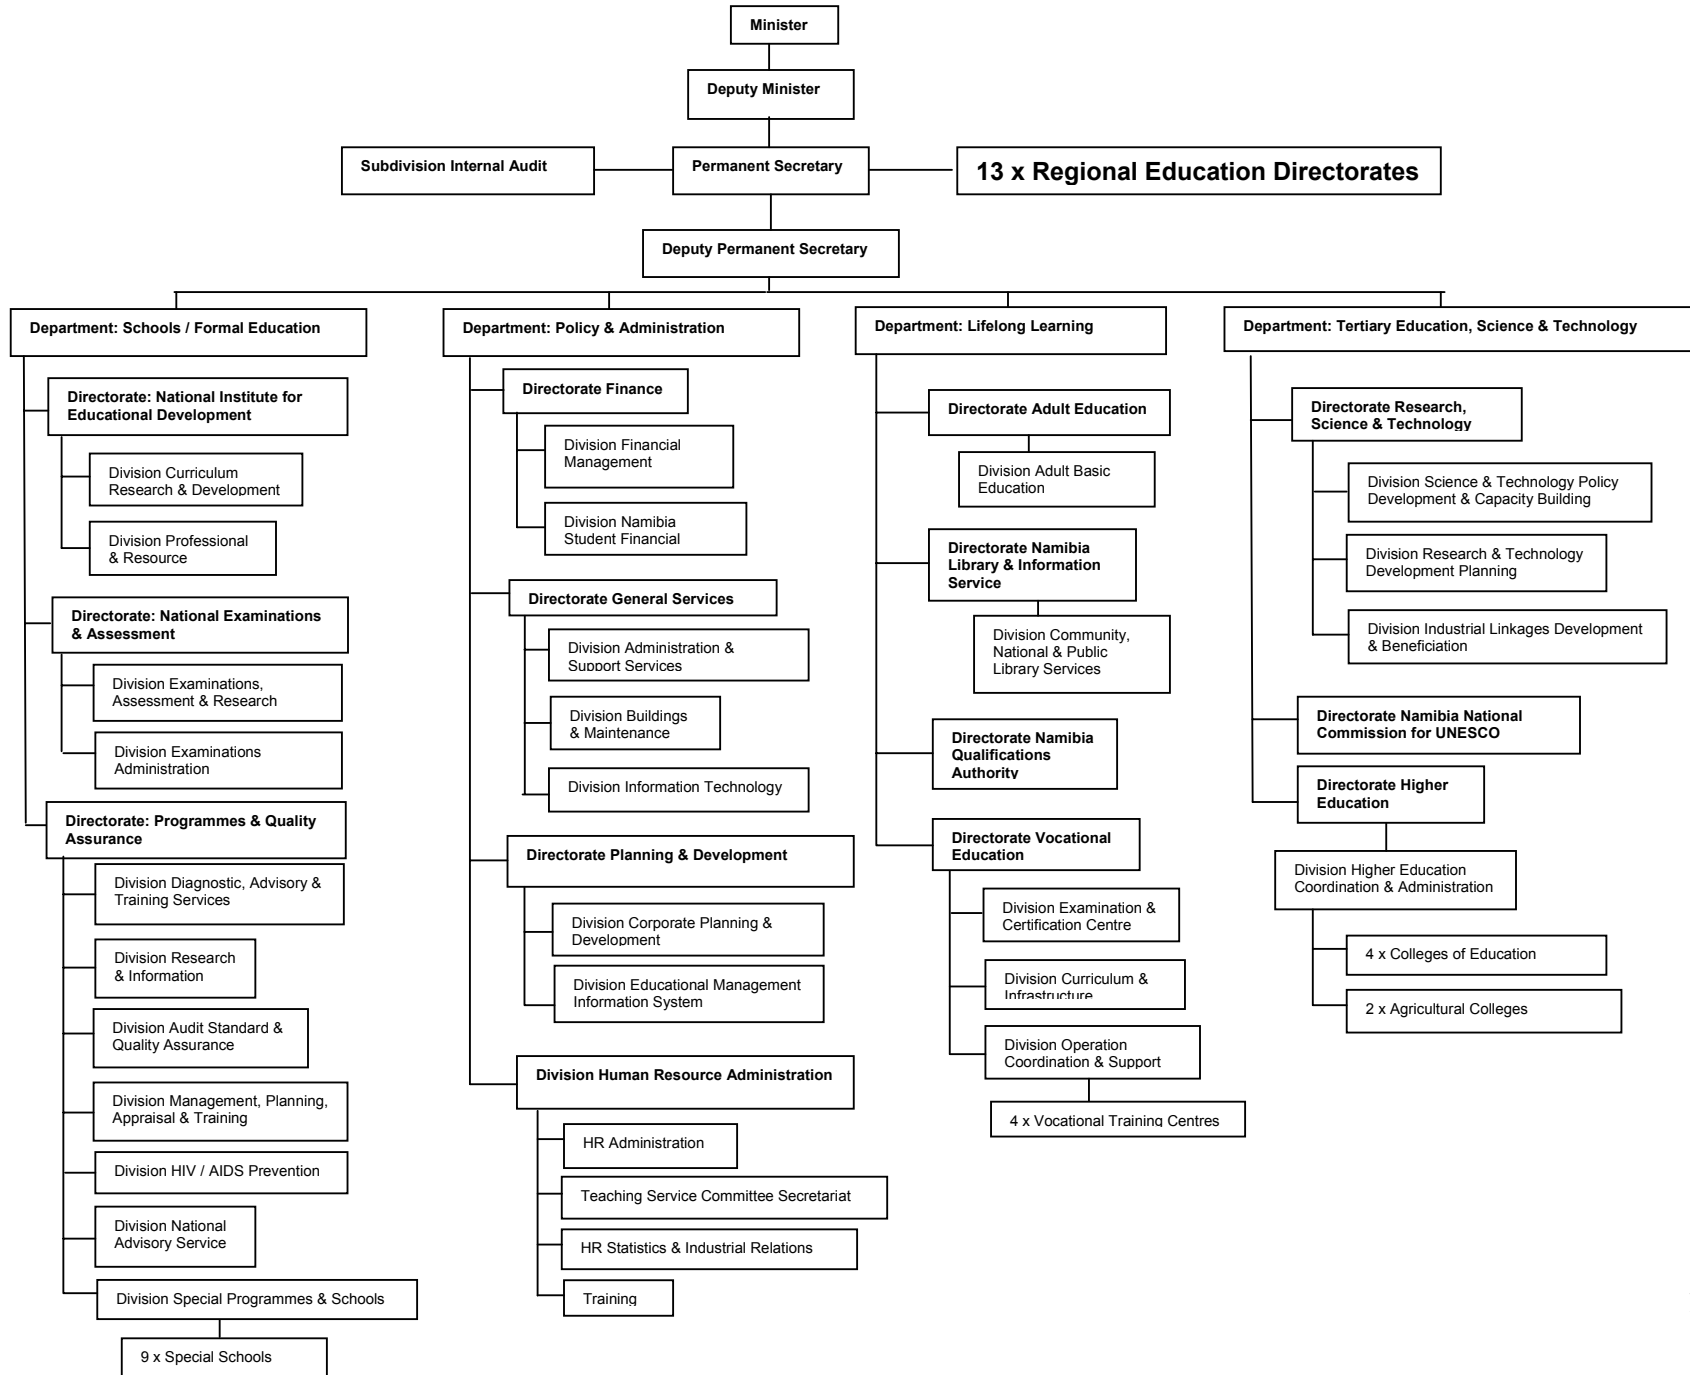 Minister
Deputy Minister
Subdivision Internal Audit
Permanent Secretary
13 x Regional Education Directorates
Deputy Permanent Secretary
Department: Schools / Formal Education
Directorate: National Institute for
Educational Development
Division Curriculum
Research & Development
Division Professional
& Resource
Directorate: National Examinations
& Assessment
Division Examinations,
Assessment & Research
Division Examinations
Administration
Directorate: Programmes & Quality
Assurance
Division Diagnostic, Advisory &
Training Services
Division Research
& Information
Division Audit Standard &
Quality Assurance
Division Management, Planning,
Appraisal & Training
Division HIV / AIDS Prevention
Division National
Advisory Service
Division Special Programmes & Schools
9 x Special Schools
Department: Policy & Administration
Directorate Finance
Division Financial
Management
Division Namibia
Student Financial
Directorate General Services
Division Administration &
Support Services
Division Buildings
& Maintenance
Division Information Technology
Directorate Planning & Development
Division Corporate Planning &
Development
Division Educational Management
Information System
Division Human Resource Administration
HR Administration
Teaching Service Committee Secretariat
HR Statistics & Industrial Relations
Training
Department: Lifelong Learning
Directorate Adult Education
Division Adult Basic
Education
Directorate Namibia
Library & Information
Service
Division Community,
National & Public
Library Services
Directorate Namibia
Qualifications
Authority
Directorate Vocational
Education
Division Examination &
Certification Centre
Division Curriculum &
Infrastructure
Division Operation
Coordination & Support
4 x Vocational Training Centres
Department: Tertiary Education, Science & Technology
Directorate Research,
Science & Technology
Division Science & Technology Policy
Development & Capacity Building
Division Research & Technology
Development Planning
Division Industrial Linkages Development
& Beneficiation
Directorate Namibia National
Commission for UNESCO
Directorate Higher
Education
Division Higher Education
Coordination & Administration
4 x Colleges of Education
2 x Agricultural Colleges